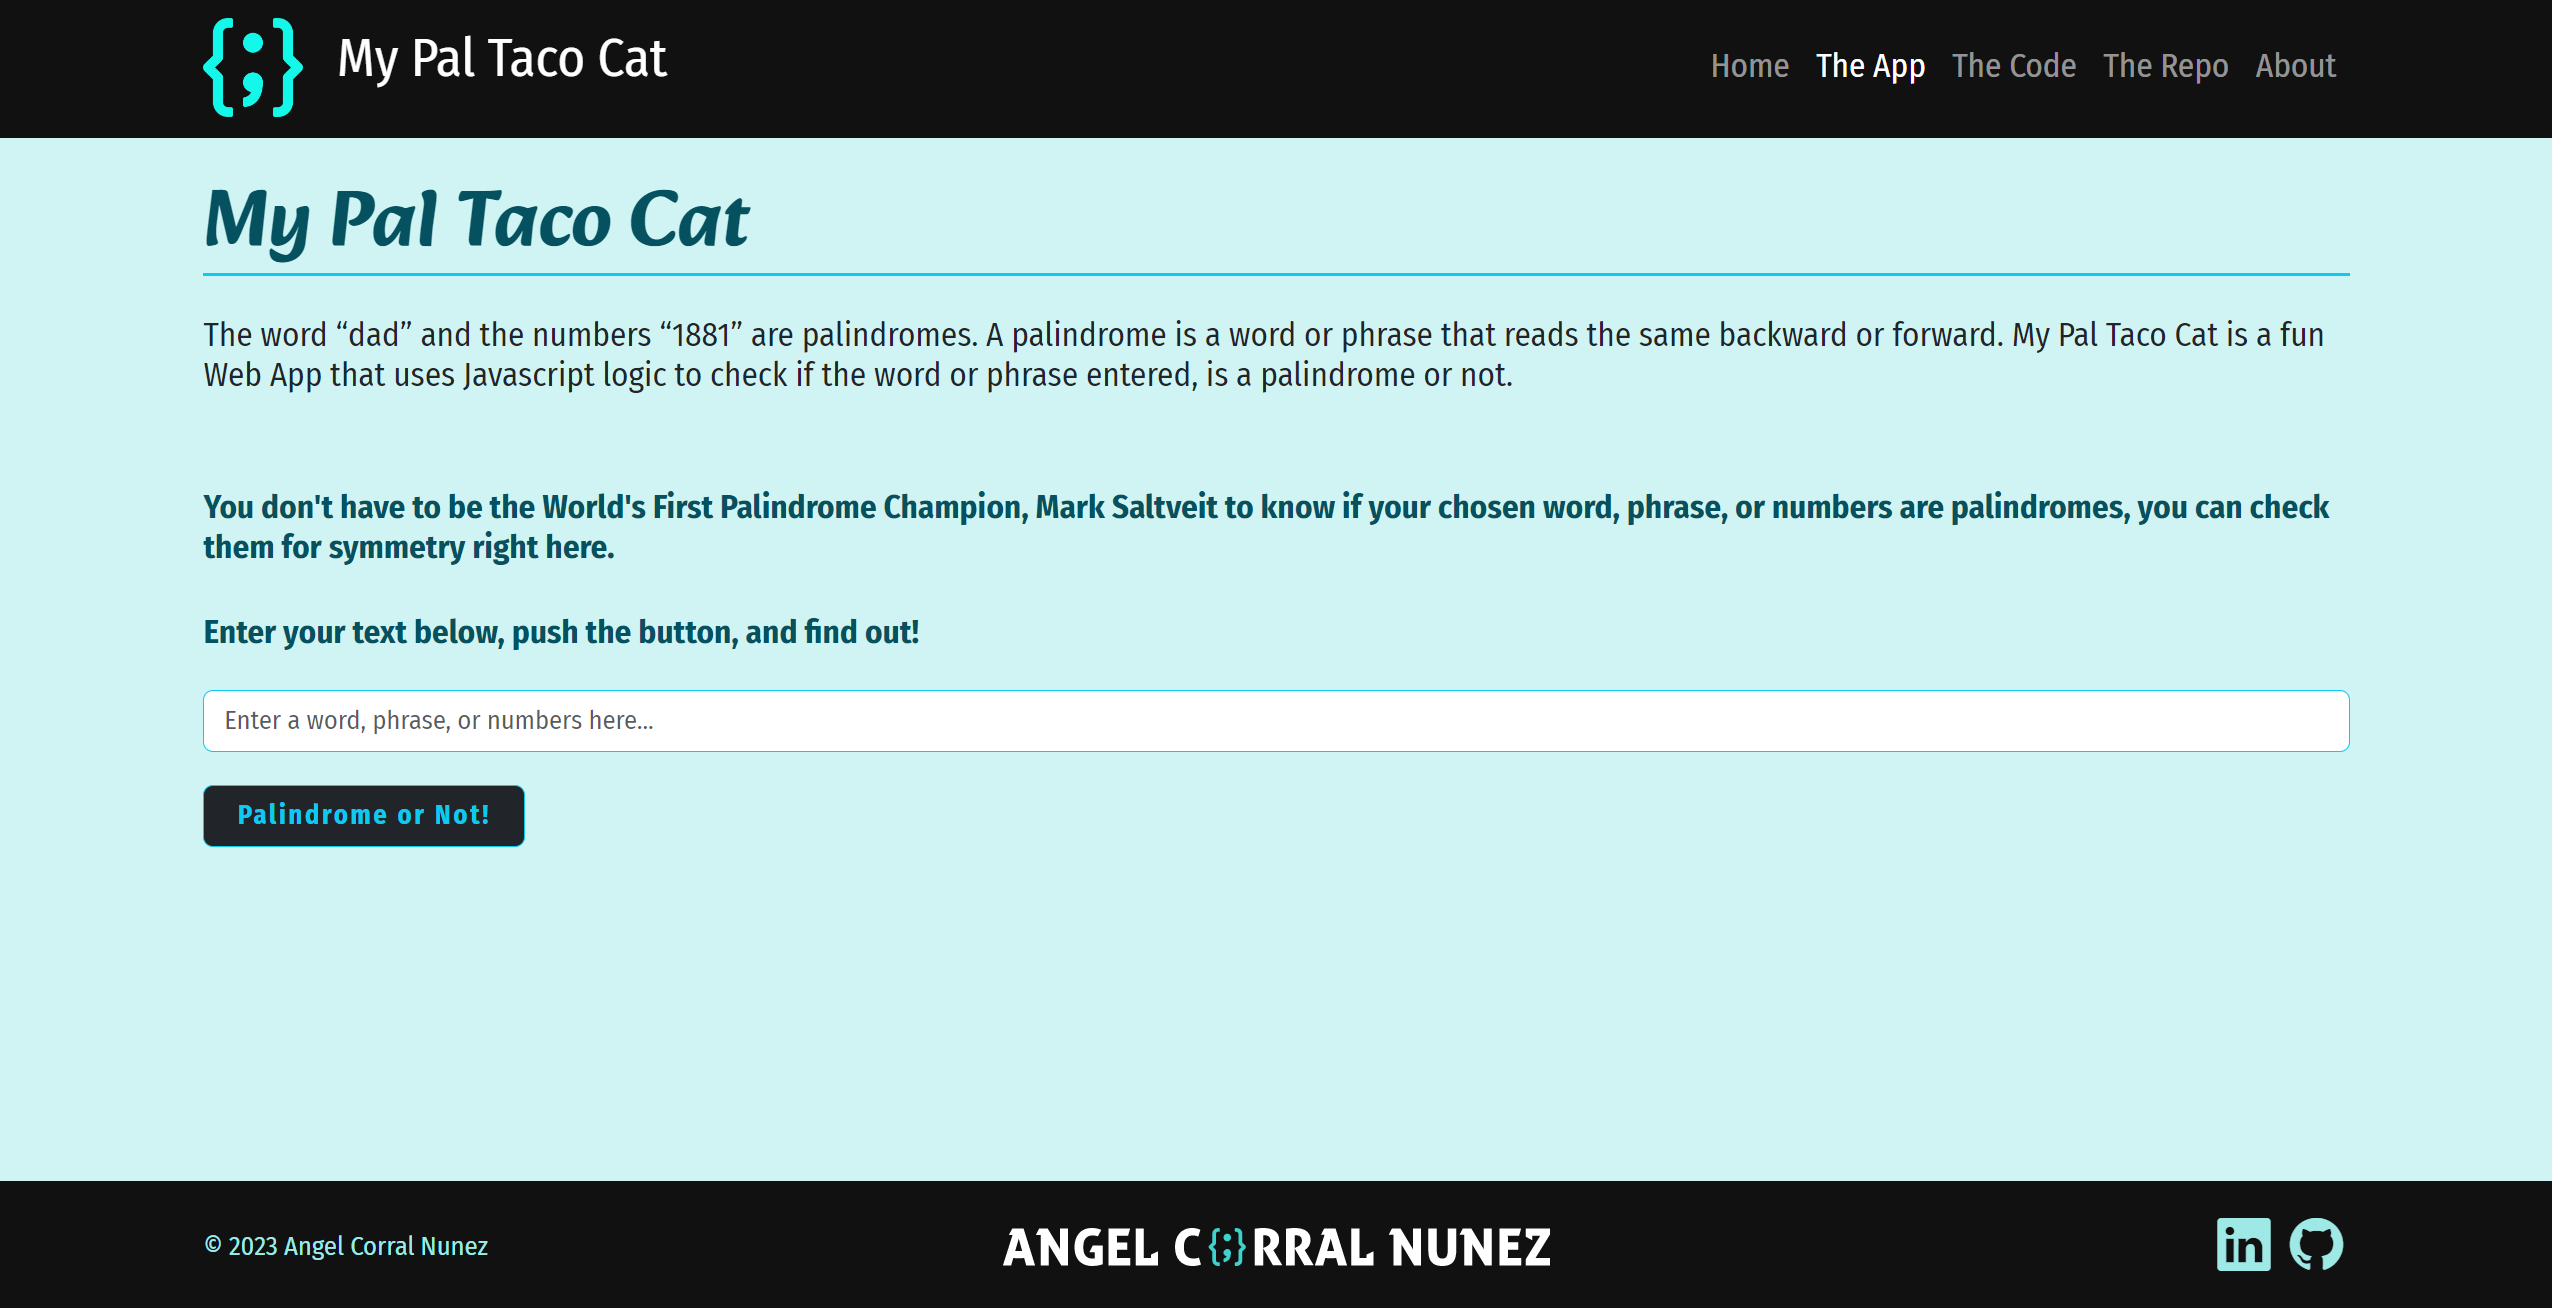 {;} My Pal Taco Cat
Home The App The Code The Repo About
My Pal Taco Cat
The word “dad” and the numbers “1881” are palindromes. A palindrome is a word or phrase that reads the same backward or forward. My Pal Taco Cat is a fun
Web App that uses Javascript logic to check if the word or phrase entered, is a palindrome or not.
You don't have to be the World's First Palindrome Champion, Mark Saltveit to know if your chosen word, phrase, or numbers are palindromes, you can check
them for symmetry right here.
Enter your text below, push the button, and find out!
Enter a word, phrase, or numbers here...
Palindrome or Not!
© 2023 Angel Corral Nunez
ANGEL C{;}RRAL NUNEZ
in